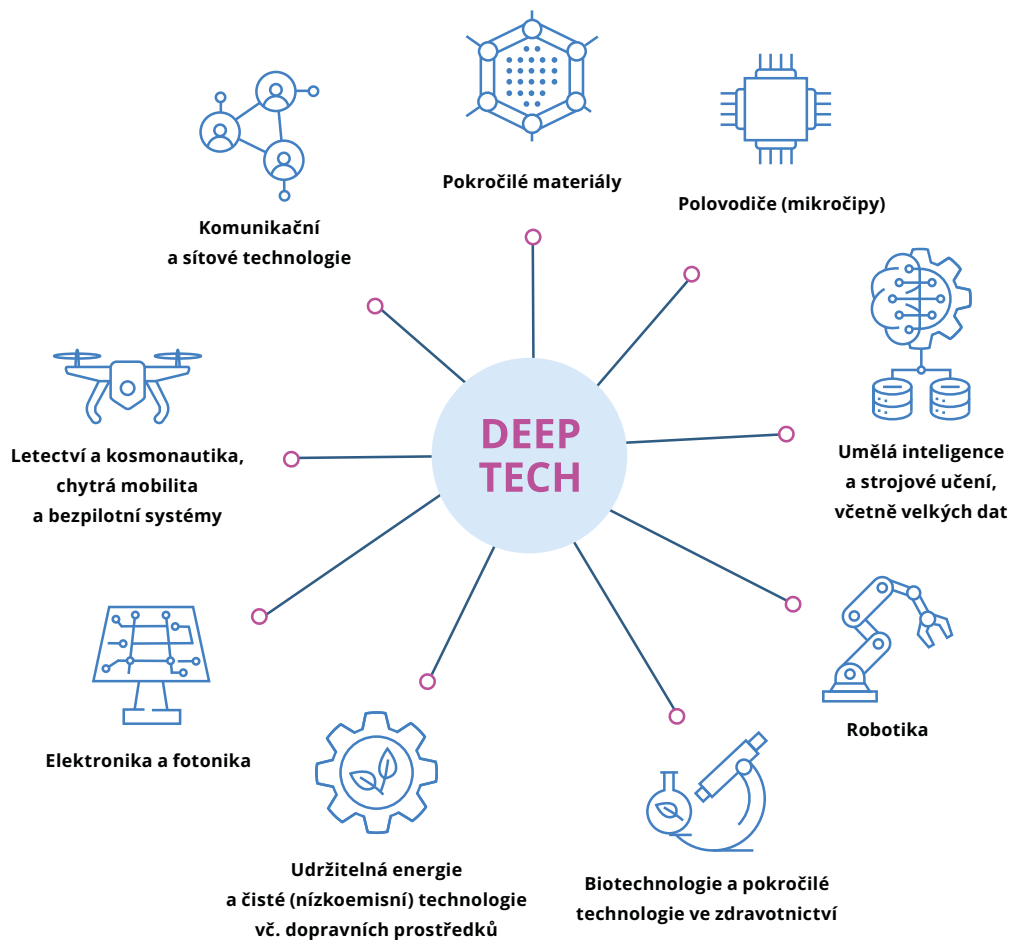 Pokročilé materiály
Polovodiče (mikročipy)
Komunikační
a sítové technologie
DEEP
TECH
Umělá inteligence
a strojové učení,
včetně velkých dat
Letectví a kosmonautika,
chytrá mobilita
a bezpilotní systémy
Robotika
Elektronika a fotonika
Udržitelná energie
a čisté (nízkoemisní) technologie
vč. dopravních prostředků
Biotechnologie a pokročilé
technologie ve zdravotnictví